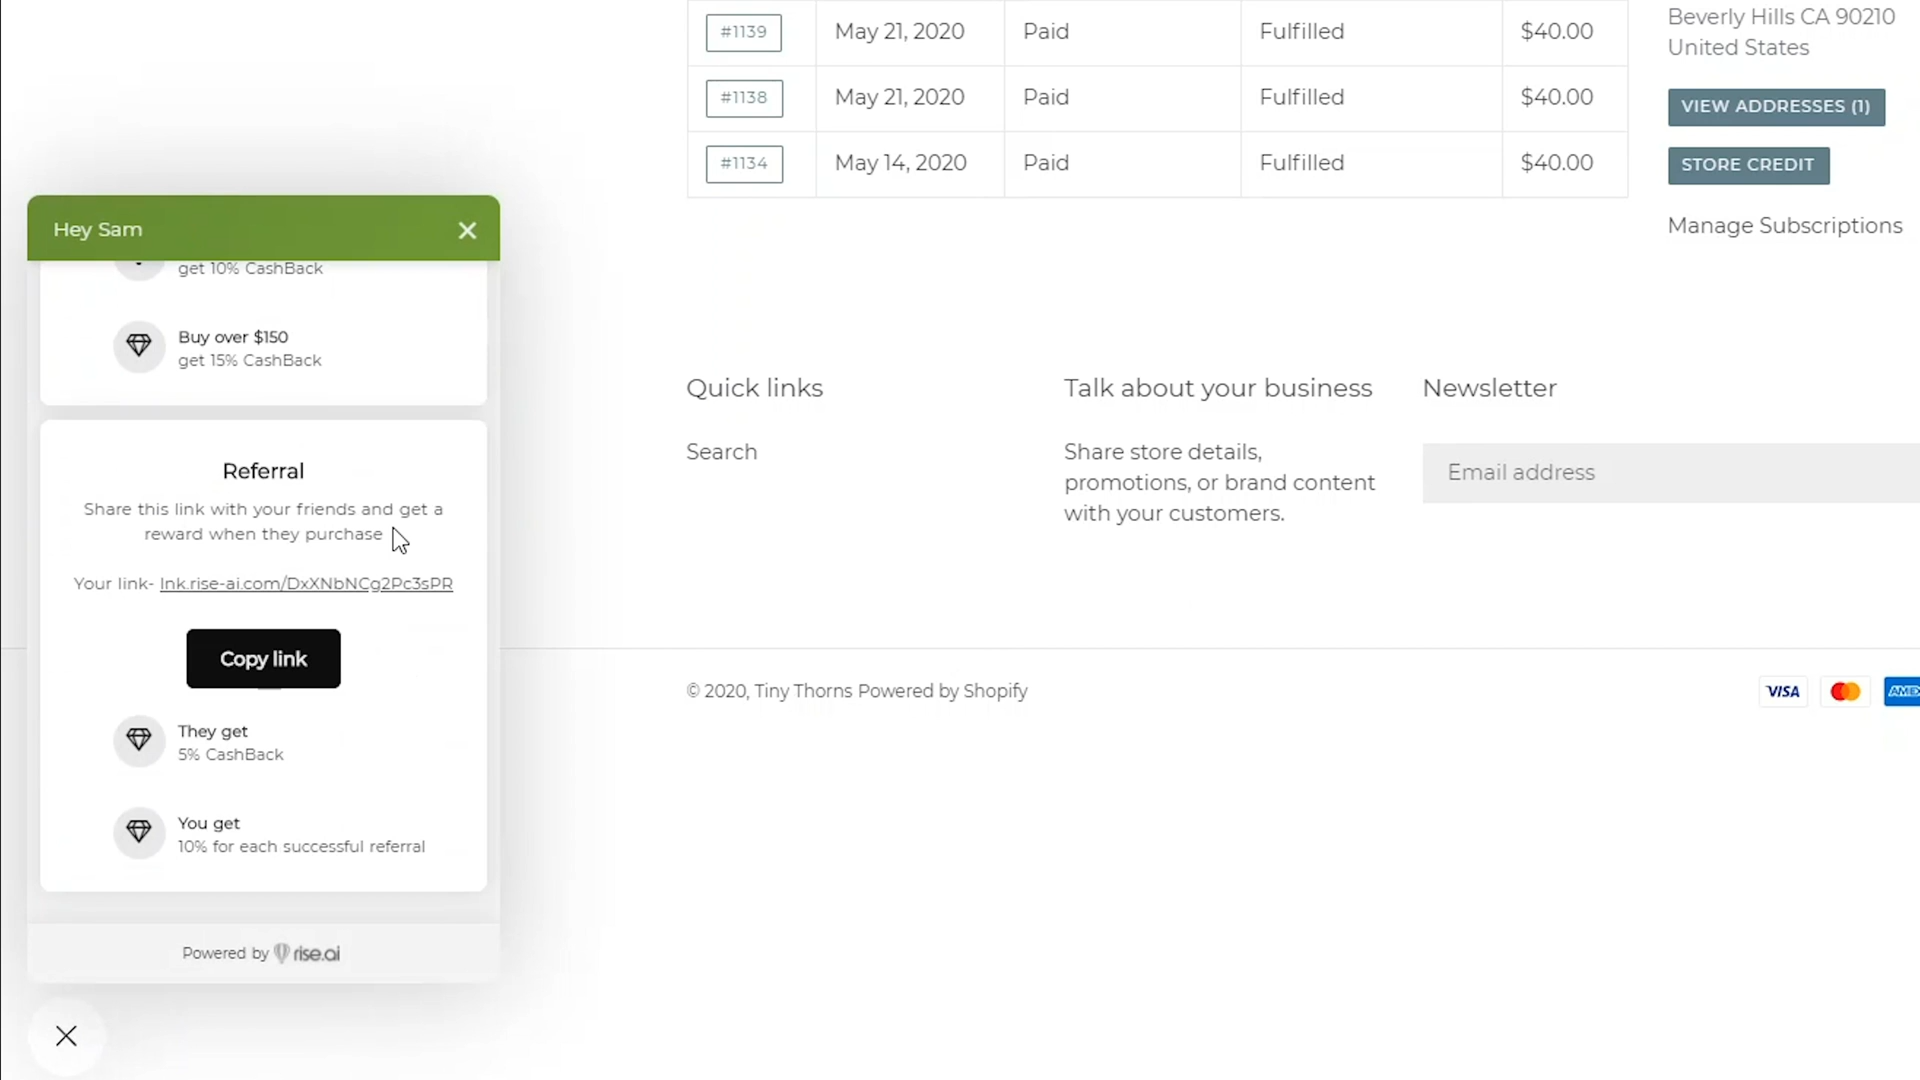 #1139 May 21, 2020 Paid Fulfilled $40.00
#1138 May 21, 2020 Paid Fulfilled $40.00
#1134 May 14, 2020 Paid Fulfilled $40.00
Beverly Hills CA 90210
United States
VIEW ADDRESSES (1)
STORE CREDIT
Manage Subscriptions
Hey Sam
get 10% CashBack
Buy over $150
get 15% CashBack
Referral
Share this link with your friends and get a
reward when they purchase
Your link- lnk.rise-ai.com/DxXNbNCg2Pc3sPR
Copy link
They get
5% CashBack
You get
10% for each successful referral
Powered by rise.ai
Quick links
Search
Talk about your business
Share store details,
promotions, or brand content
with your customers.
Newsletter
Email address
© 2020, Tiny Thorns Powered by Shopify
VISA
AMEX